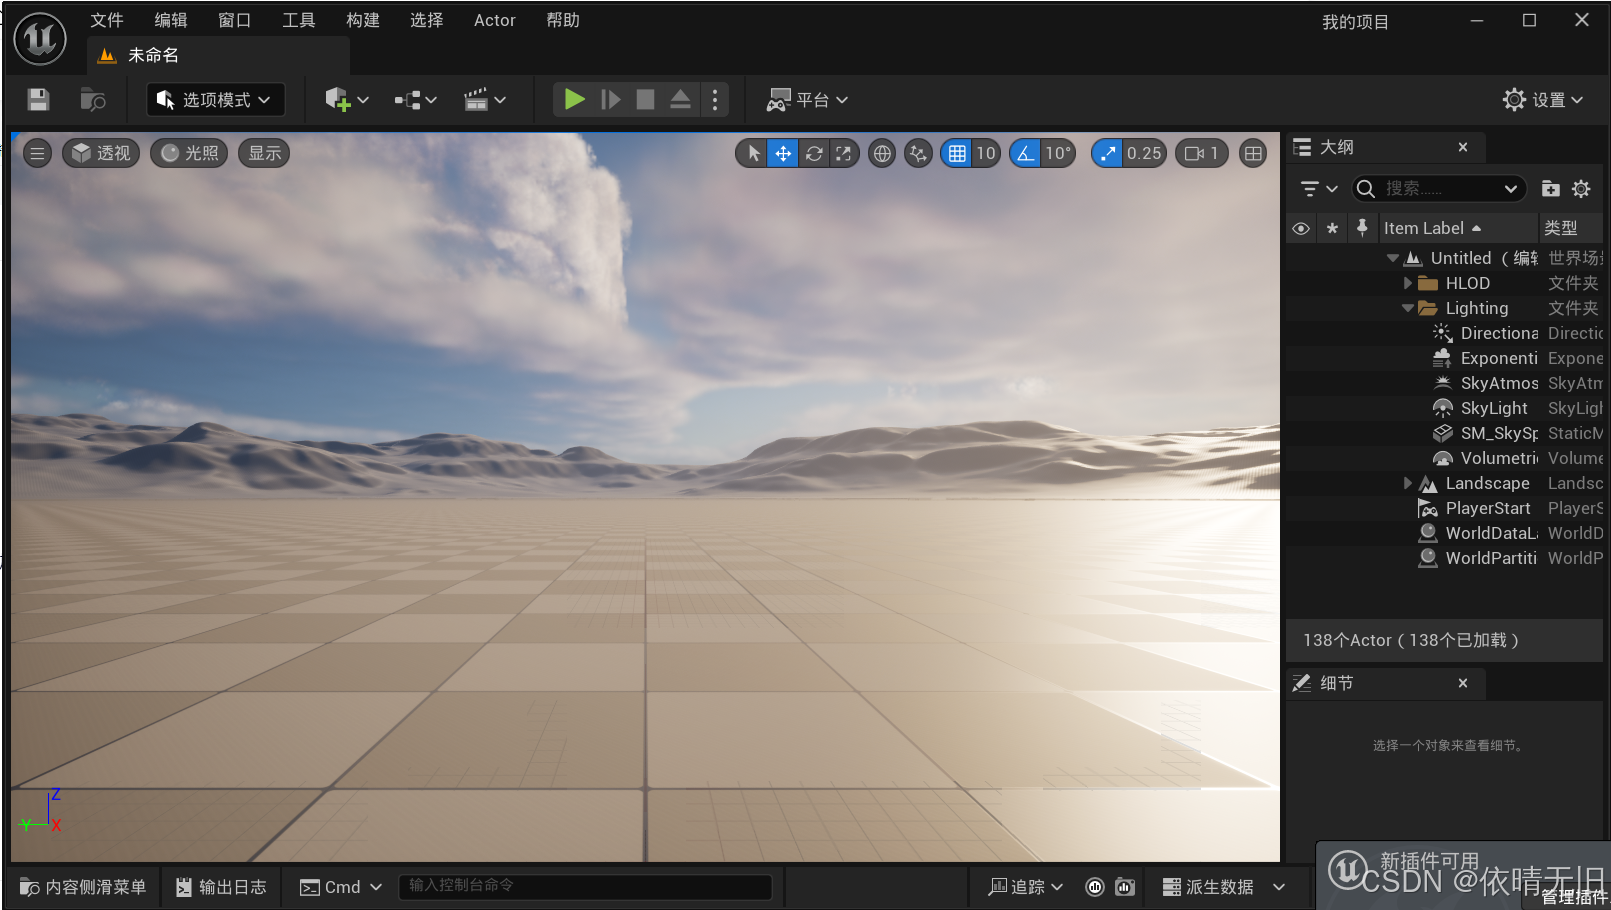 文件 编辑 窗口 工具 构建 选择 Actor 帮助 我的项目
未命名
选项模式 平台 设置
透视 光照 显示 10 10° 0.25 1
大纲
搜索......
Item Label 类型
Untitled（编辑 世界场景
HLOD 文件夹
Lighting 文件夹
Directiona Directio
Exponenti Expone
SkyAtmos SkyAtm
SkyLight SkyLigh
SM_SkySp StaticM
Volumetri Volume
Landscape Landsc
PlayerStart PlayerS
WorldDataL WorldD
WorldPartiti WorldP
138个Actor（138个已加载）
细节
选择一个对象来查看细节。
Z
Y X
内容侧滑菜单 输出日志 Cmd 输入控制台命令 追踪 派生数据
新插件可用
CSDN @依晴无旧
管理插件